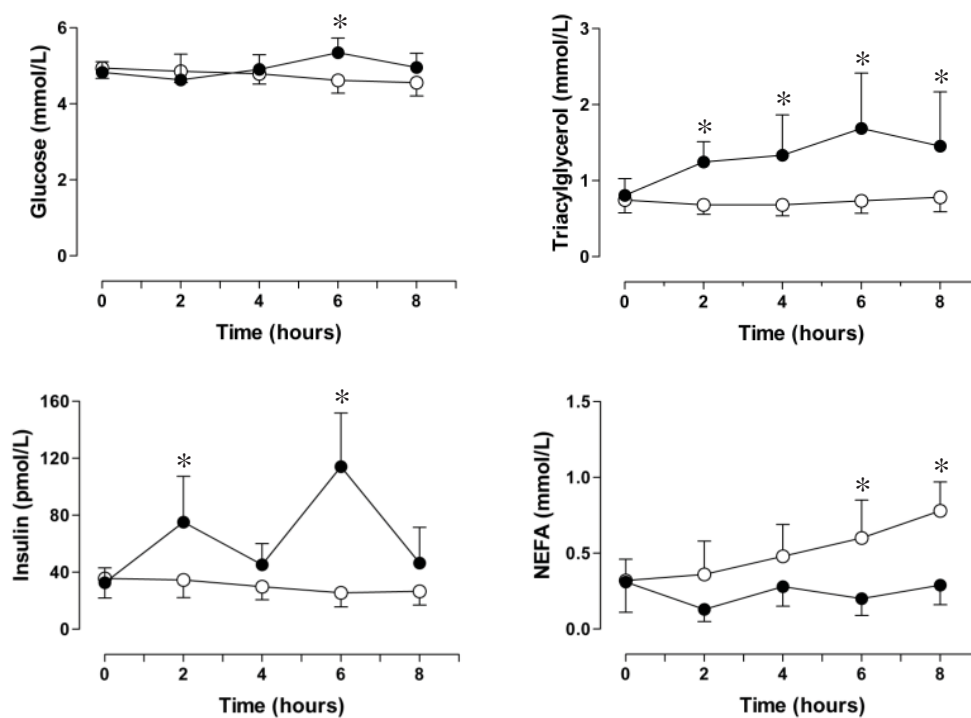 Glucose (mmol/L)
6
4
2
0
*
0 2 4 6 8
Time (hours)
Triacylglycerol (mmol/L)
3
2
1
0
* * * *
0 2 4 6 8
Time (hours)
Insulin (pmol/L)
160
120
80
40
0
* *
0 2 4 6 8
Time (hours)
NEFA (mmol/L)
1.5
1.0
0.5
0.0
* *
0 2 4 6 8
Time (hours)